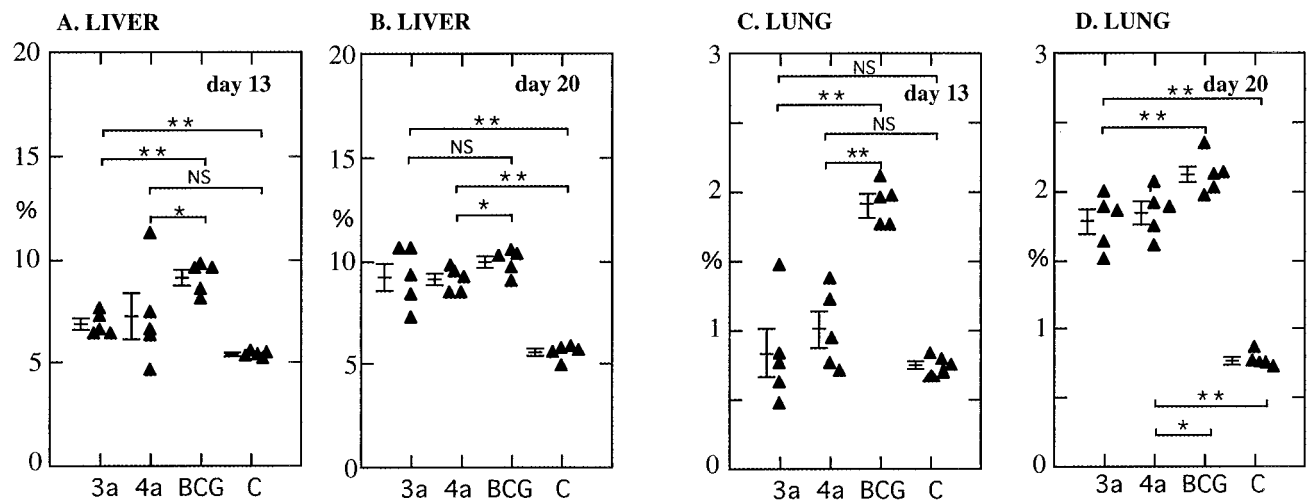 A. LIVER
20
day 13
**
**
NS
*
%
15
10
5
0
3a 4a BCG C
B. LIVER
20
day 20
**
NS
**
*
%
15
10
5
0
3a 4a BCG C
C. LUNG
3
NS
day 13
**
NS
**
2
%
1
0
3a 4a BCG C
D. LUNG
3
day 20
**
**
2
%
1
**
*
0
3a 4a BCG C